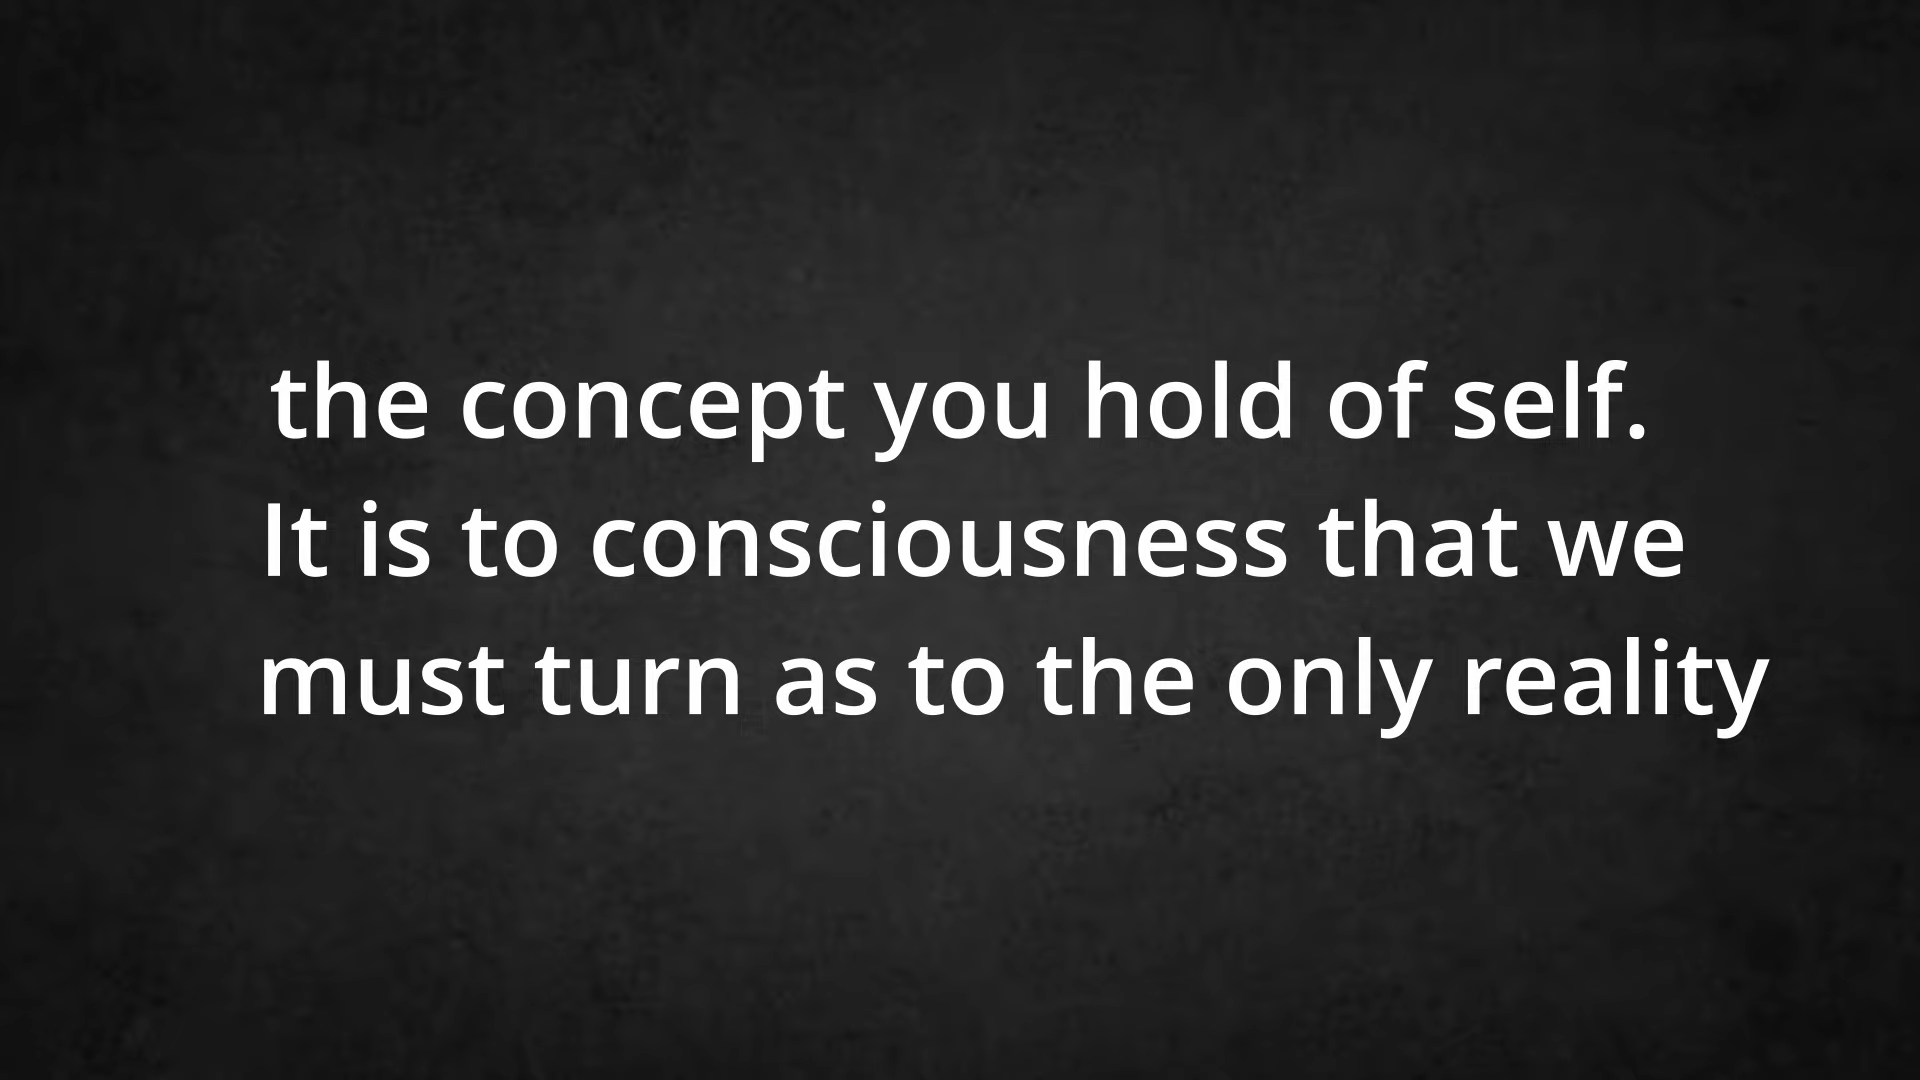 the concept you hold of self.
It is to consciousness that we
must turn as to the only reality